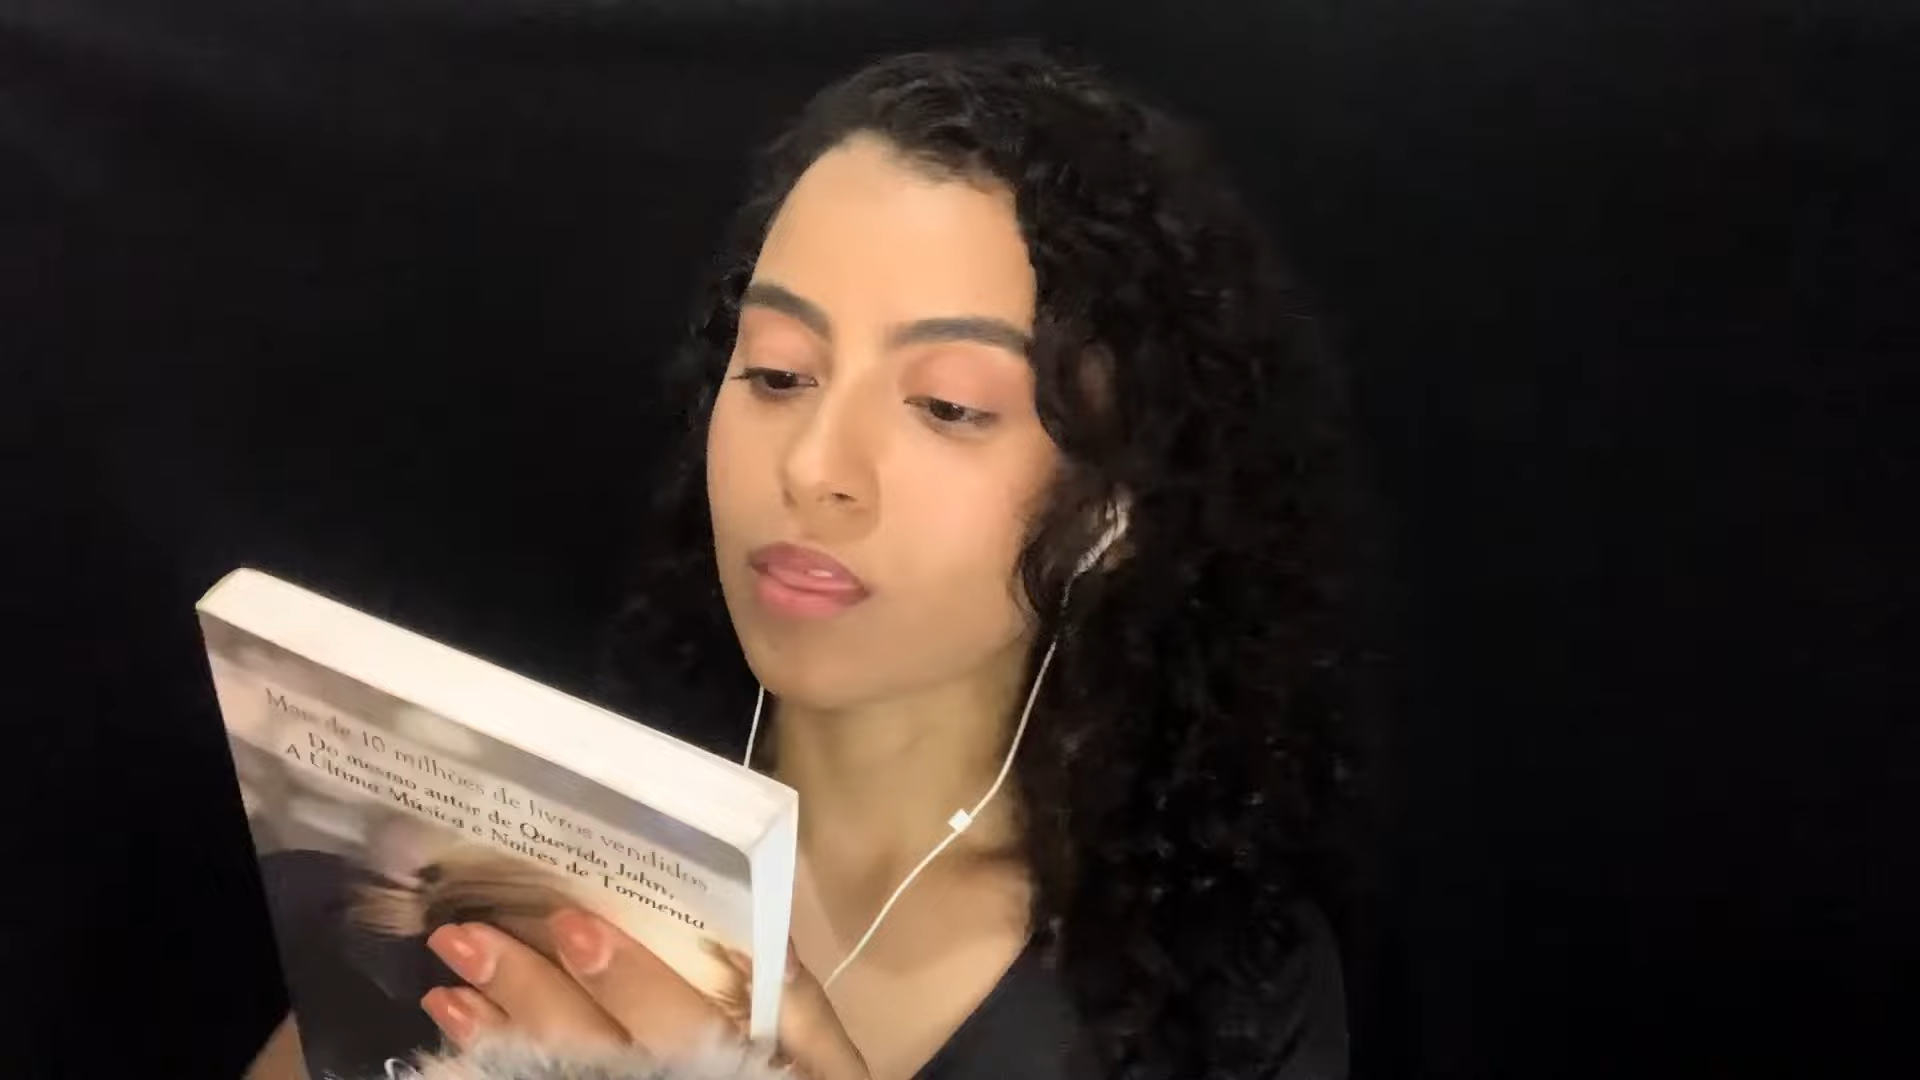 Mais de 10 milhões de livros vendidos
Do mesmo autor de Querido John,
A Última Música e Noites de Tormenta